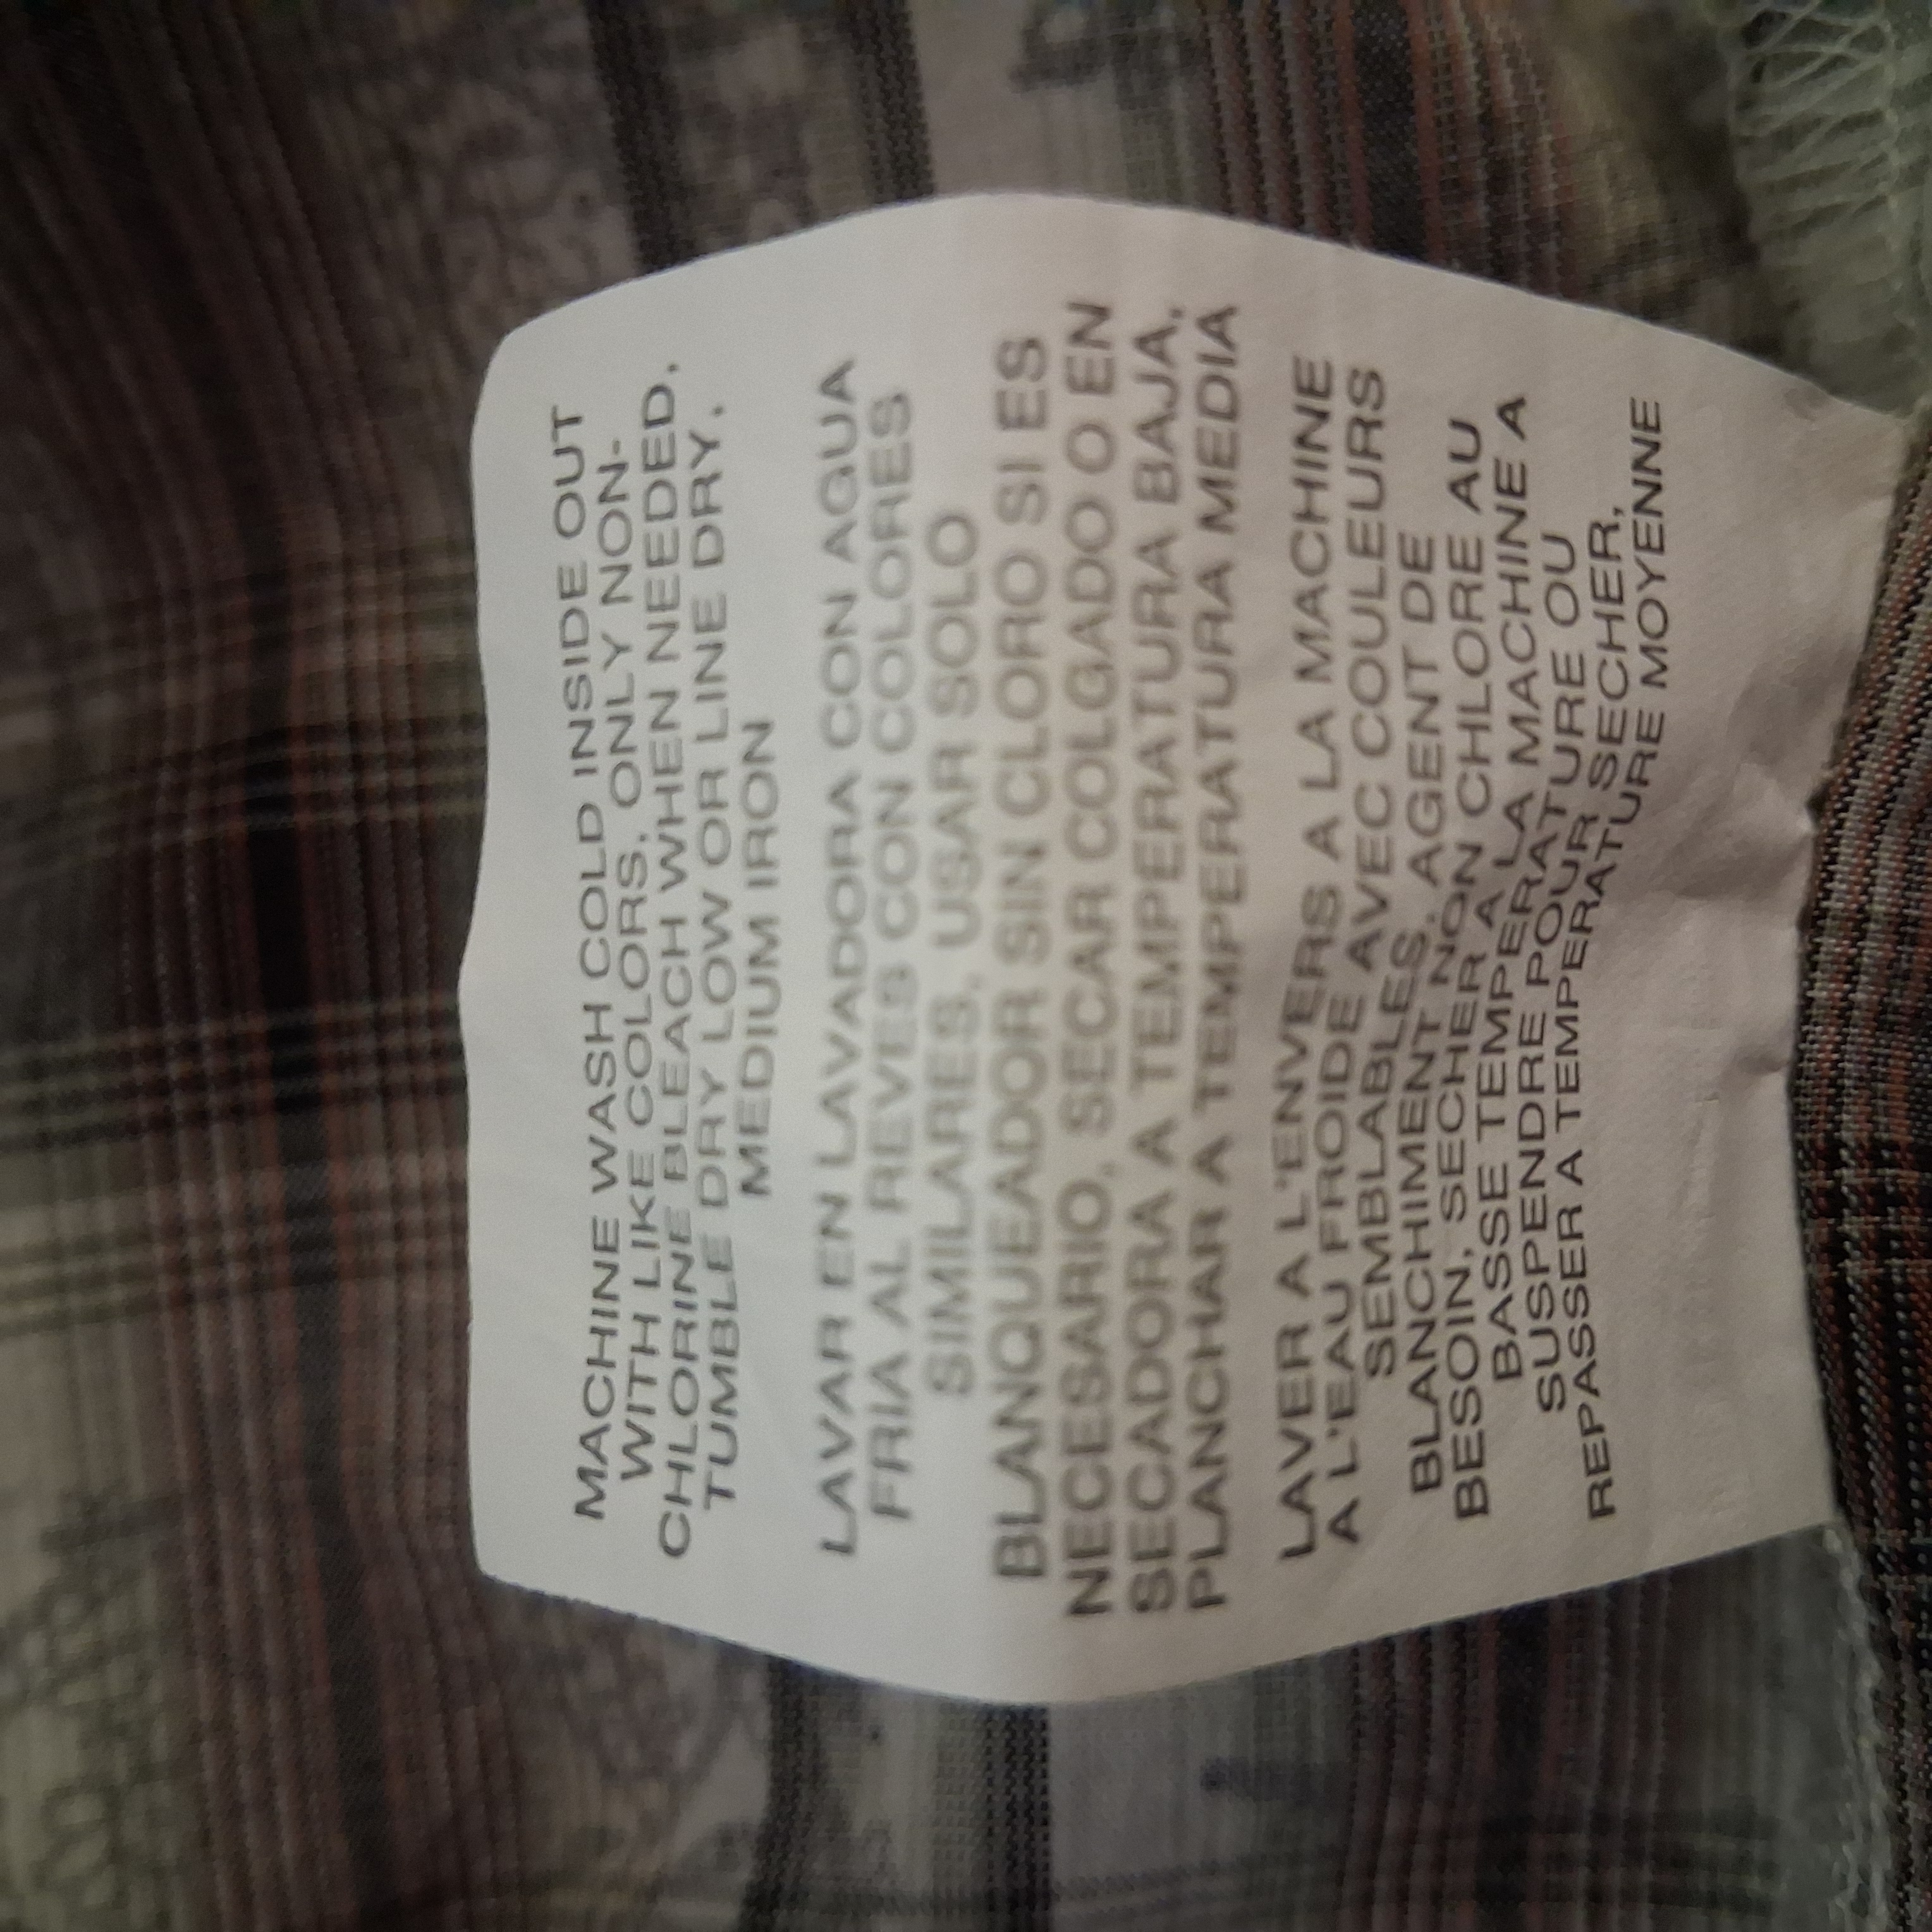 MACHINE WASH COLD INSIDE OUT
WITH LIKE COLORS. ONLY NON-
CHLORINE BLEACH WHEN NEEDED.
TUMBLE DRY LOW OR LINE DRY.
MEDIUM IRON
LAVAR EN LAVADORA CON AGUA
FRIA AL REVES CON COLORES
SIMILARES, USAR SOLO
BLANQUEADOR SIN CLORO SI ES
NECESARIO, SECAR COLGADO O EN
SECADORA A TEMPERATURA BAJA,
PLANCHAR A TEMPERATURA MEDIA
LAVER A L'ENVERS A LA MACHINE
A L'EAU FROIDE AVEC COULEURS
SEMBLABLES, AGENT DE
BLANCHIMENT NON CHLORE AU
BESOIN, SECHER A LA MACHINE A
BASSE TEMPERATURE OU
SUSPENDRE POUR SECHER,
REPASSER A TEMPERATURE MOYENNE